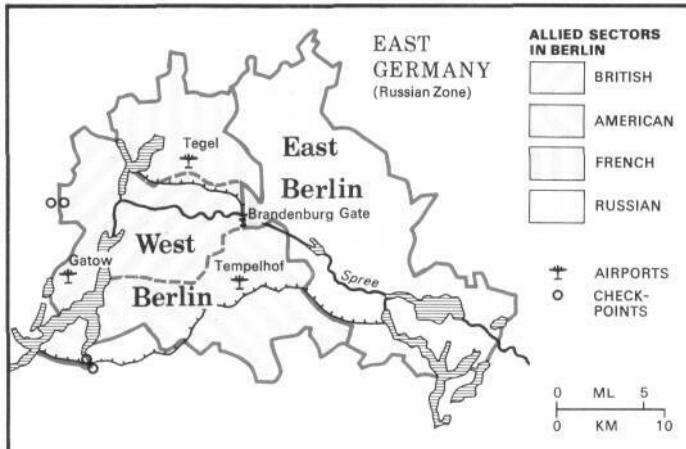 EAST
GERMANY
(Russian Zone)
ALLIED SECTORS
IN BERLIN
BRITISH
AMERICAN
FRENCH
RUSSIAN
AIRPORTS
CHECK-
POINTS
0 ML 5
0 KM 10
Tegel
East
Berlin
Brandenburg Gate
West
Gatow
Tempelhof
Berlin
Spree